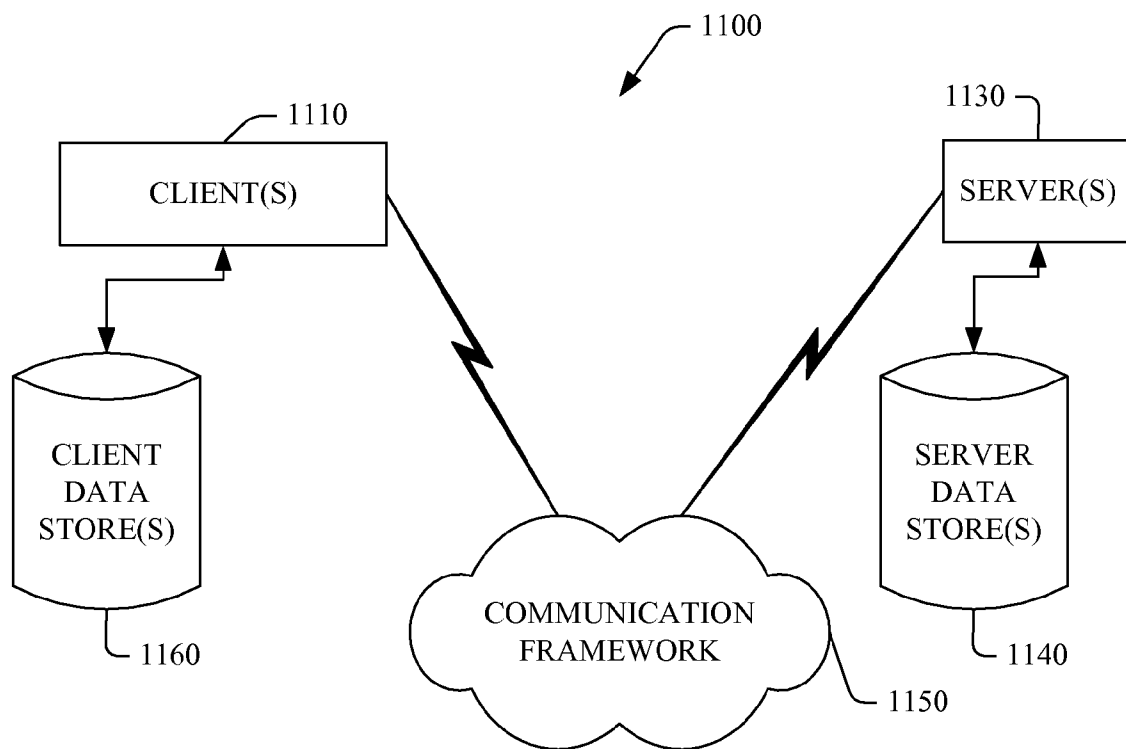 1100
1110
1130
CLIENT(S)
SERVER(S)
CLIENT
DATA
STORE(S)
SERVER
DATA
STORE(S)
COMMUNICATION
FRAMEWORK
1160
1140
1150